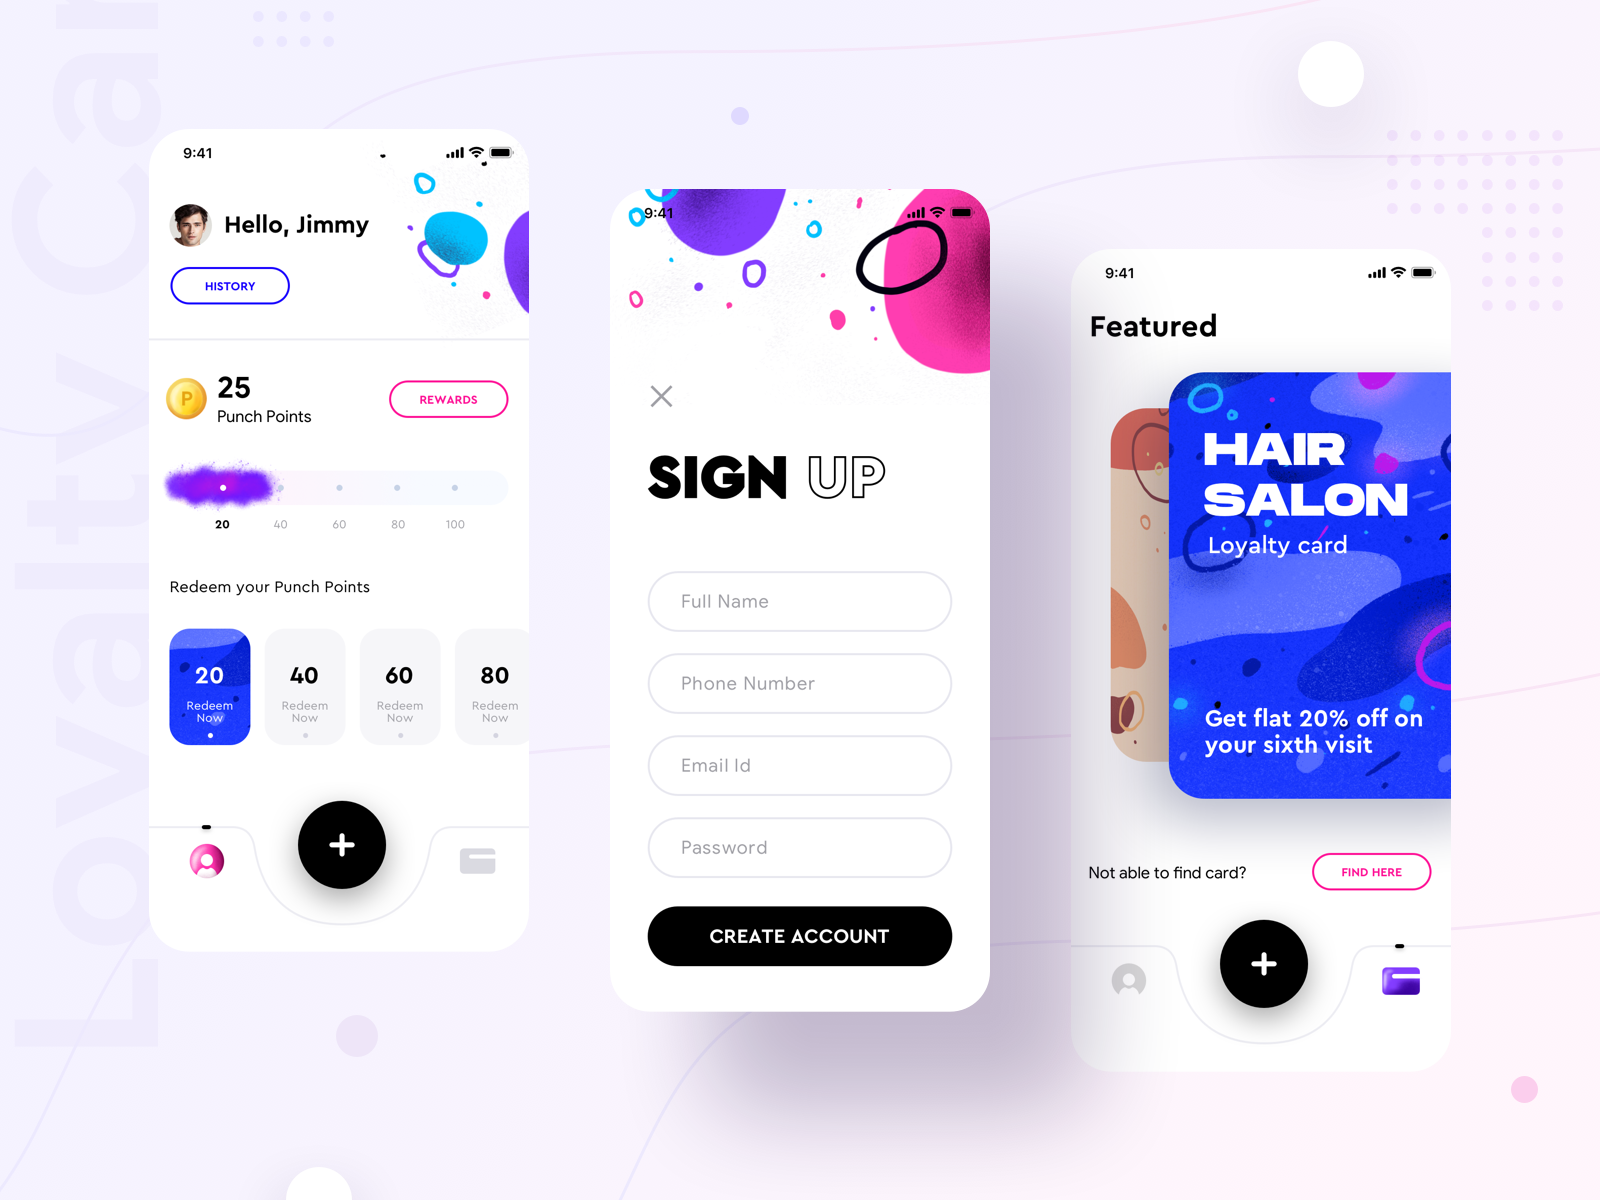 Loyalty Car
9:41
Hello, Jimmy
HISTORY
P
25
Punch Points
REWARDS
20 40 60 80 100
Redeem your Punch Points
20
Redeem
Now
40
Redeem
Now
60
Redeem
Now
80
Redeem
Now
9:41
SIGN UP
Full Name
Phone Number
Email Id
Password
CREATE ACCOUNT
9:41
Featured
HAIR
SALON
Loyalty card
Get flat 20% off on
your sixth visit
Not able to find card?
FIND HERE